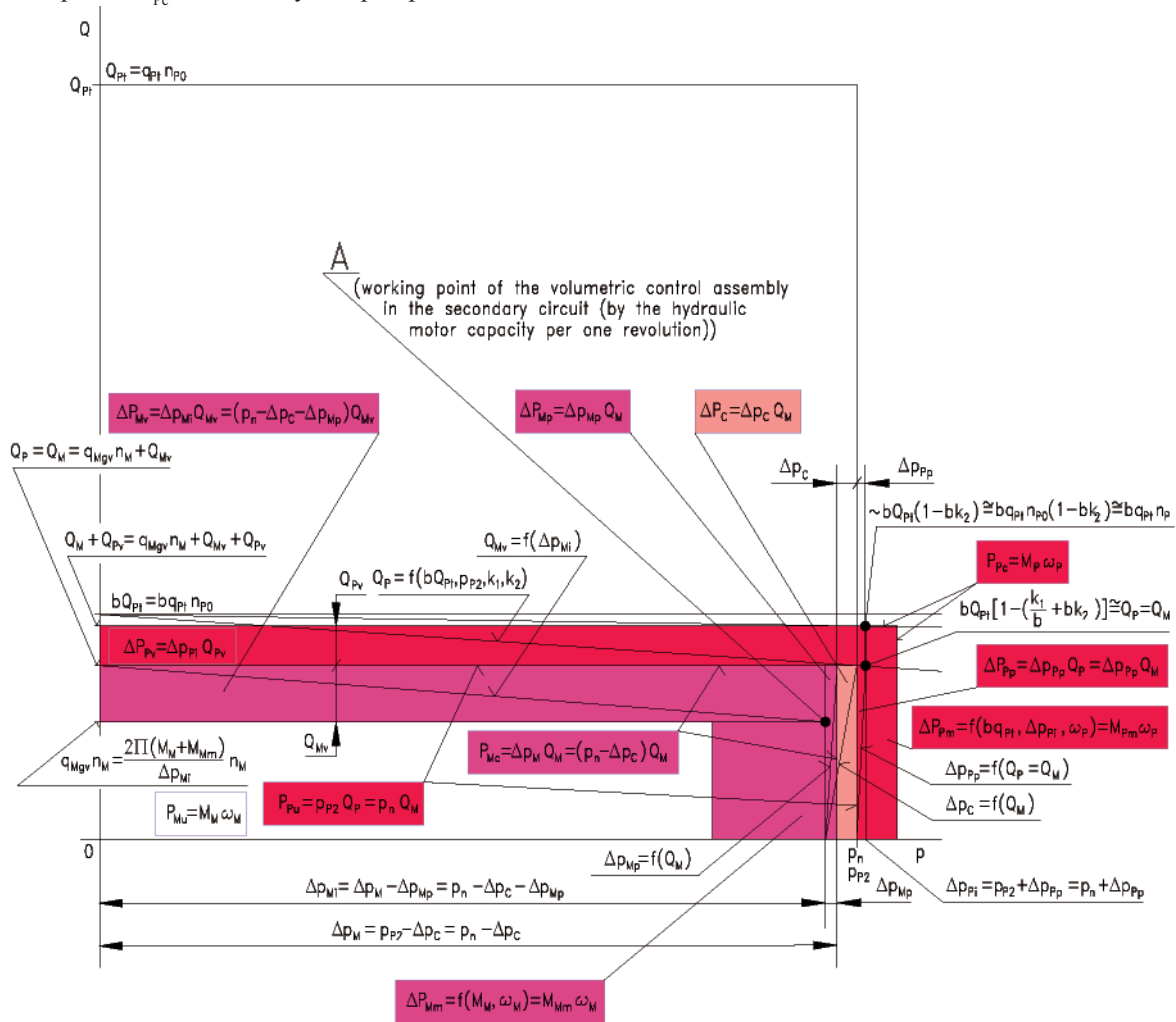 Q
Q_Pt = q_Pt n_P0
Q_Pt
A
(working point of the volumetric control assembly
in the secondary circuit (by the hydraulic
motor capacity per one revolution))
ΔP_Mv=Δp_Mi Q_Mv=(p_n−Δp_C−Δp_Mp)Q_Mv
ΔP_Mp=Δp_Mp Q_M
ΔP_C=Δp_C Q_M
Q_P = Q_M = q_Mgv n_M + Q_Mv
Δp_C
Δp_Pp
~bQ_Pt(1−bk_2)≅bq_Pt n_P0(1−bk_2)≅bq_Pt n_P
Q_M + Q_Pv = q_Mgv n_M + Q_Mv + Q_Pv
Q_Mv = f(Δp_Mi)
P_Pc=M_P ω_P
Q_Pv
Q_P = f(bQ_Pt, p_P2, k_1, k_2)
bQ_Pt = bq_Pt n_P0
bQ_Pt[1−(k_1/b + bk_2)]≅Q_P=Q_M
ΔP_Pv=Δp_Pi Q_Pv
ΔP_Pp=Δp_Pp Q_P=Δp_Pp Q_M
ΔP_Pm=f(bq_Pt, Δp_Pi, ω_P)=M_Pm ω_P
Q_Mv
P_Mc=Δp_M Q_M=(p_n−Δp_C)Q_M
q_Mgv n_M = 2Π(M_M+M_Mm)/Δp_Mi n_M
Δp_Pp=f(Q_P = Q_M)
P_Mu=M_M ω_M
P_Pu = p_P2 Q_P = p_n Q_M
Δp_C = f(Q_M)
0
Δp_Mp=f(Q_M)
p_n
p
p_P2
Δp_Mi = Δp_M − Δp_Mp = p_n − Δp_C − Δp_Mp
Δp_Mp
Δp_Pi = p_P2 + Δp_Pp = p_n + Δp_Pp
Δp_M = p_P2 − Δp_C = p_n − Δp_C
ΔP_Mm=f(M_M, ω_M)=M_Mm ω_M